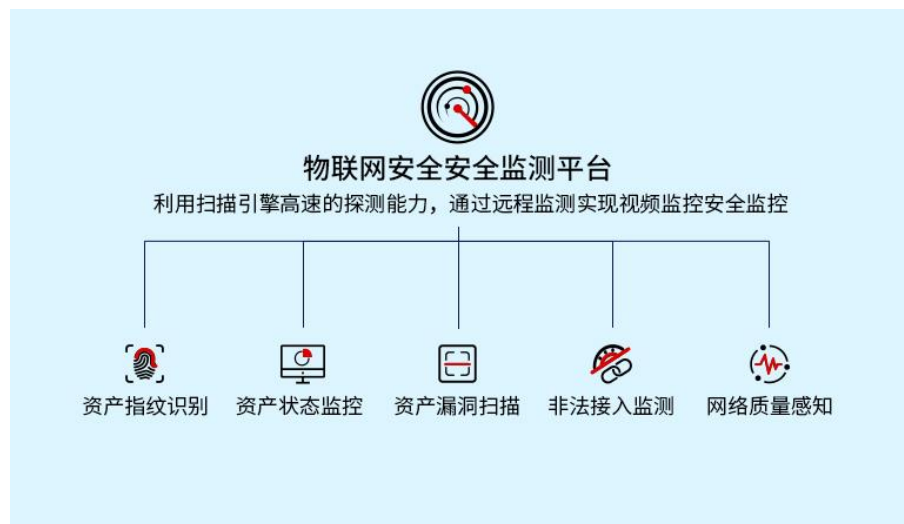 物联网安全安全监测平台
利用扫描引擎高速的探测能力，通过远程监测实现视频监控安全监控
资产指纹识别 资产状态监控 资产漏洞扫描 非法接入监测 网络质量感知